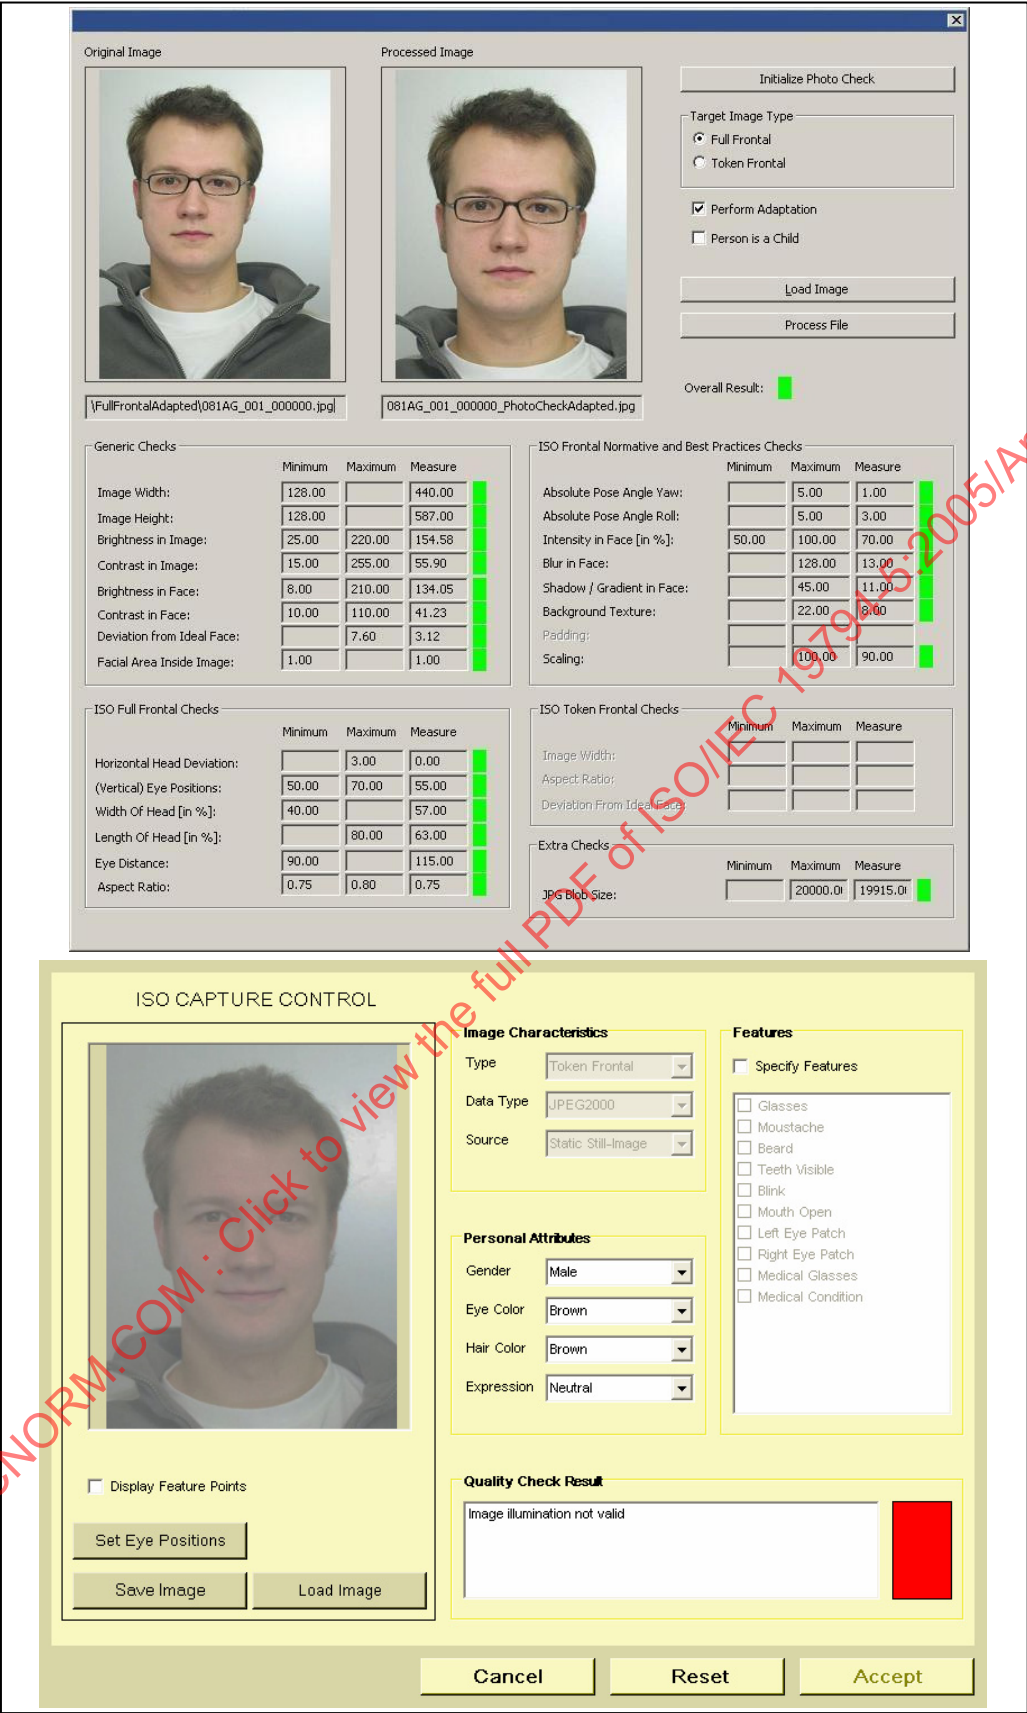 Original Image
Processed Image
Initialize Photo Check
Target Image Type
Full Frontal
Token Frontal
Perform Adaptation
Person is a Child
Load Image
Process File
Overall Result:
\FullFrontalAdapted\081AG_001_000000.jpg
081AG_001_000000_PhotoCheckAdapted.jpg
Generic Checks
Minimum Maximum Measure
Image Width: 128.00 440.00
Image Height: 128.00 587.00
Brightness in Image: 25.00 220.00 154.58
Contrast in Image: 15.00 255.00 55.90
Brightness in Face: 8.00 210.00 134.05
Contrast in Face: 10.00 110.00 41.23
Deviation from Ideal Face: 7.60 3.12
Facial Area Inside Image: 1.00 1.00
ISO Frontal Normative and Best Practices Checks
Minimum Maximum Measure
Absolute Pose Angle Yaw: 5.00 1.00
Absolute Pose Angle Roll: 5.00 3.00
Intensity in Face [in %]: 50.00 100.00 70.00
Blur in Face: 128.00 13.00
Shadow / Gradient in Face: 45.00 11.00
Background Texture: 22.00 8.00
Padding:
Scaling: 100.00 90.00
ISO Full Frontal Checks
Minimum Maximum Measure
Horizontal Head Deviation: 3.00 0.00
(Vertical) Eye Positions: 50.00 70.00 55.00
Width Of Head [in %]: 40.00 57.00
Length Of Head [in %]: 80.00 63.00
Eye Distance: 90.00 115.00
Aspect Ratio: 0.75 0.80 0.75
ISO Token Frontal Checks
Minimum Maximum Measure
Image Width:
Aspect Ratio:
Deviation From Ideal Face:
Extra Checks
Minimum Maximum Measure
JPG Blob Size: 20000.0 19915.0
ISO CAPTURE CONTROL
Display Feature Points
Set Eye Positions
Save Image
Load Image
Image Characteristics
Type Token Frontal
Data Type JPEG2000
Source Static Still-Image
Personal Attributes
Gender Male
Eye Color Brown
Hair Color Brown
Expression Neutral
Features
Specify Features
Glasses
Moustache
Beard
Teeth Visible
Blink
Mouth Open
Left Eye Patch
Right Eye Patch
Medical Glasses
Medical Condition
Quality Check Result
Image illumination not valid
Cancel
Reset
Accept
CNORM.COM : Click to view the full PDF of ISO/IEC 19794-5:2005/A